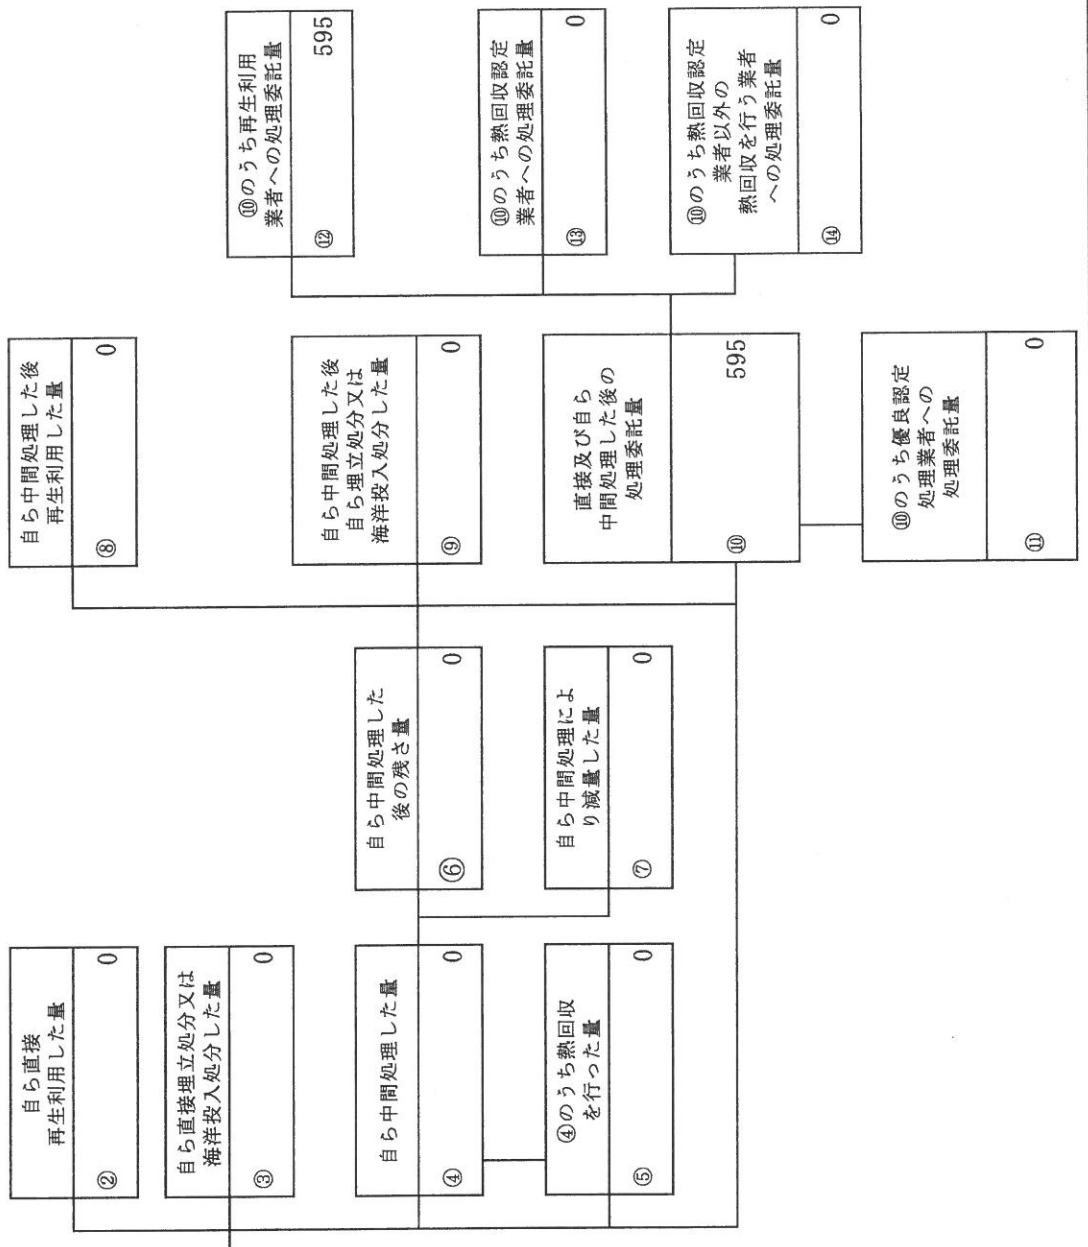 自ら直接
再生利用した量
② 0
自ら直接埋立処分又は
海洋投入処分した量
③ 0
自ら中間処理した量
④ 0
④のうち熱回収
を行った量
⑤ 0
自ら中間処理した
後の残さ量
⑥ 0
自ら中間処理によ
り減量した量
⑦ 0
自ら中間処理した後
再生利用した量
⑧ 0
自ら中間処理した後
自ら埋立処分又は
海洋投入処分した量
⑨ 0
直接及び自ら
中間処理した後の
処理委託量
⑩ 595
⑩のうち優良認定
処理業者への
処理委託量
⑪ 0
⑩のうち再生利用
業者への処理委託量
⑫ 595
⑩のうち熱回収認定
業者への処理委託量
⑬ 0
⑩のうち熱回収認定
業者以外の
熱回収を行う業者
への処理委託量
⑭ 0